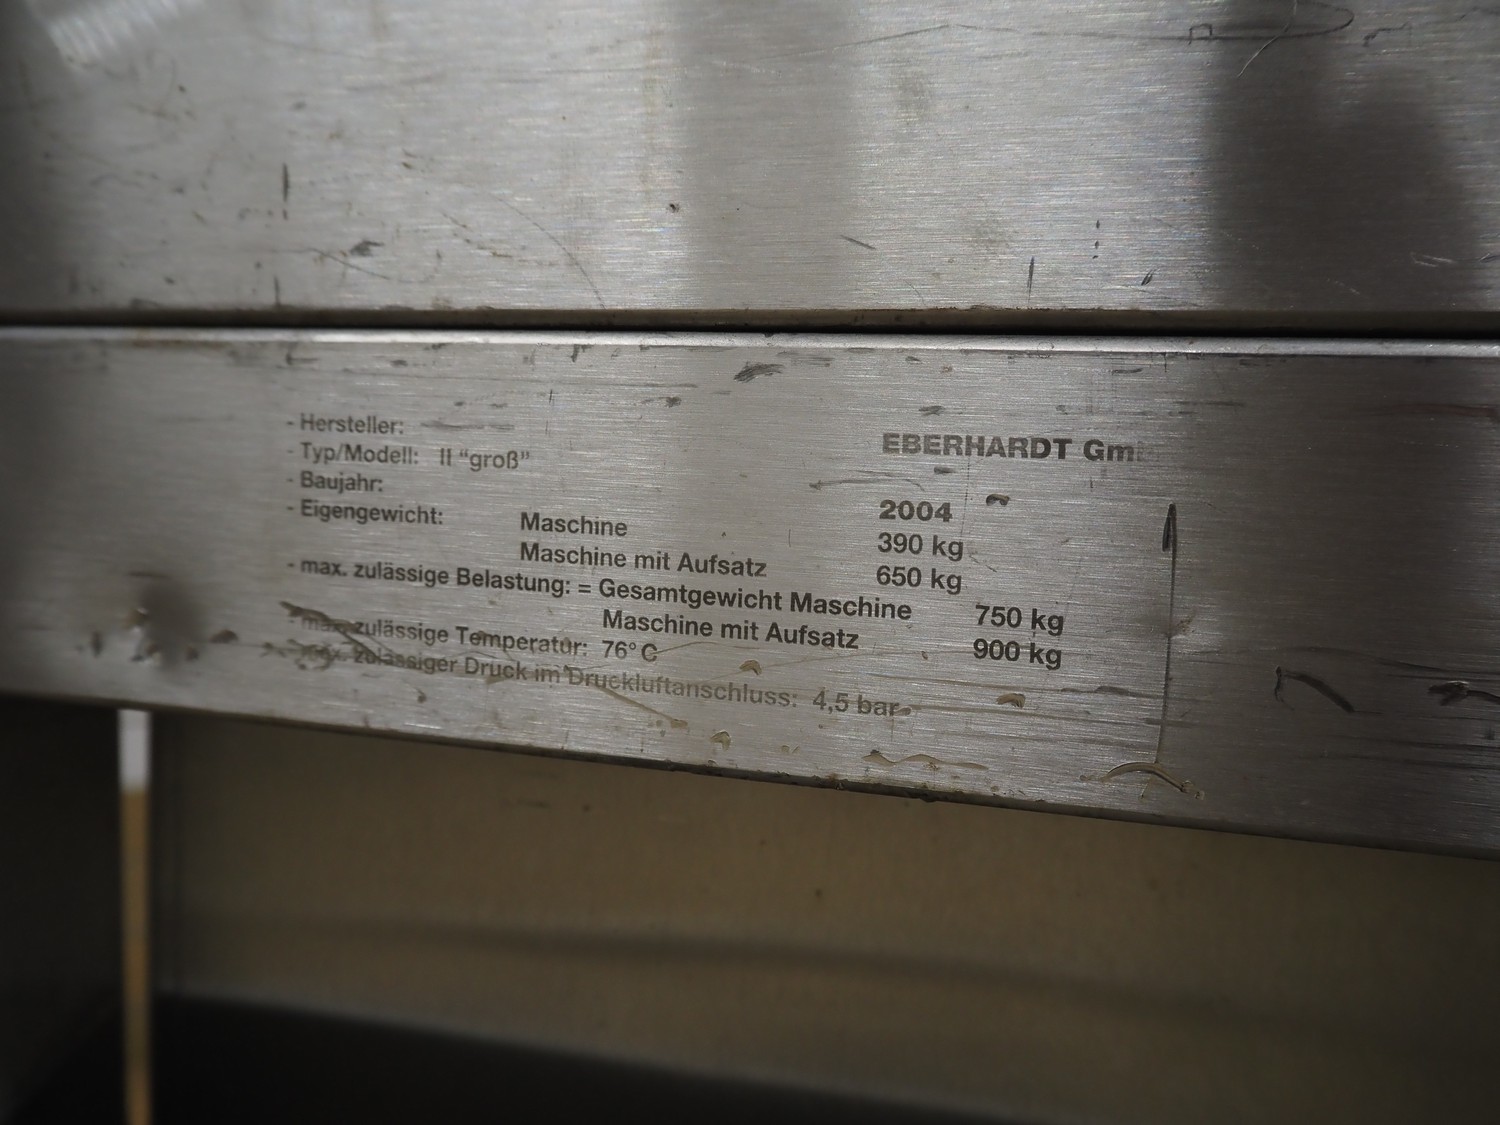 - Hersteller: EBERHARDT Gm
- Typ/Modell: II “groß”
- Baujahr: 2004
- Eigengewicht: Maschine 390 kg
Maschine mit Aufsatz 650 kg
- max. zulässige Belastung: = Gesamtgewicht Maschine 750 kg
Maschine mit Aufsatz 900 kg
- max. zulässige Temperatur: 76° C
- max. zulässiger Druck im Druckluftanschluss: 4,5 bar